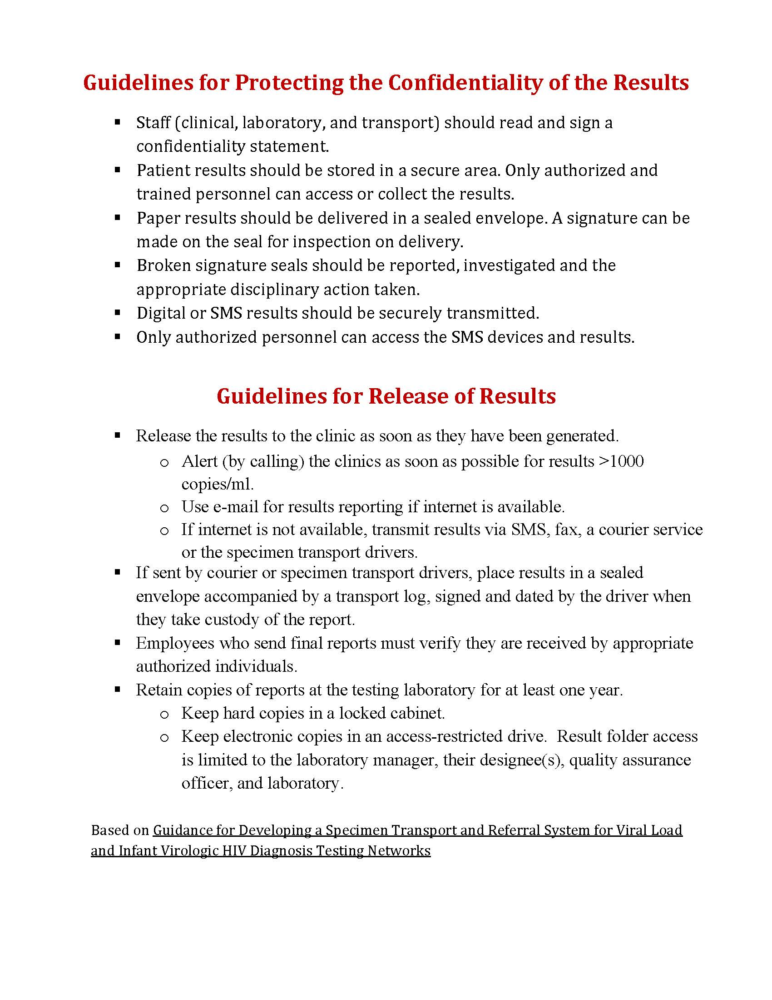 Guidelines for Protecting the Confidentiality of the Results
▪ Staff (clinical, laboratory, and transport) should read and sign a
confidentiality statement.
▪ Patient results should be stored in a secure area. Only authorized and
trained personnel can access or collect the results.
▪ Paper results should be delivered in a sealed envelope. A signature can be
made on the seal for inspection on delivery.
▪ Broken signature seals should be reported, investigated and the
appropriate disciplinary action taken.
▪ Digital or SMS results should be securely transmitted.
▪ Only authorized personnel can access the SMS devices and results.
Guidelines for Release of Results
▪ Release the results to the clinic as soon as they have been generated.
o Alert (by calling) the clinics as soon as possible for results >1000
copies/ml.
o Use e-mail for results reporting if internet is available.
o If internet is not available, transmit results via SMS, fax, a courier service
or the specimen transport drivers.
▪ If sent by courier or specimen transport drivers, place results in a sealed
envelope accompanied by a transport log, signed and dated by the driver when
they take custody of the report.
▪ Employees who send final reports must verify they are received by appropriate
authorized individuals.
▪ Retain copies of reports at the testing laboratory for at least one year.
o Keep hard copies in a locked cabinet.
o Keep electronic copies in an access-restricted drive.  Result folder access
is limited to the laboratory manager, their designee(s), quality assurance
officer, and laboratory.
Based on Guidance for Developing a Specimen Transport and Referral System for Viral Load
and Infant Virologic HIV Diagnosis Testing Networks